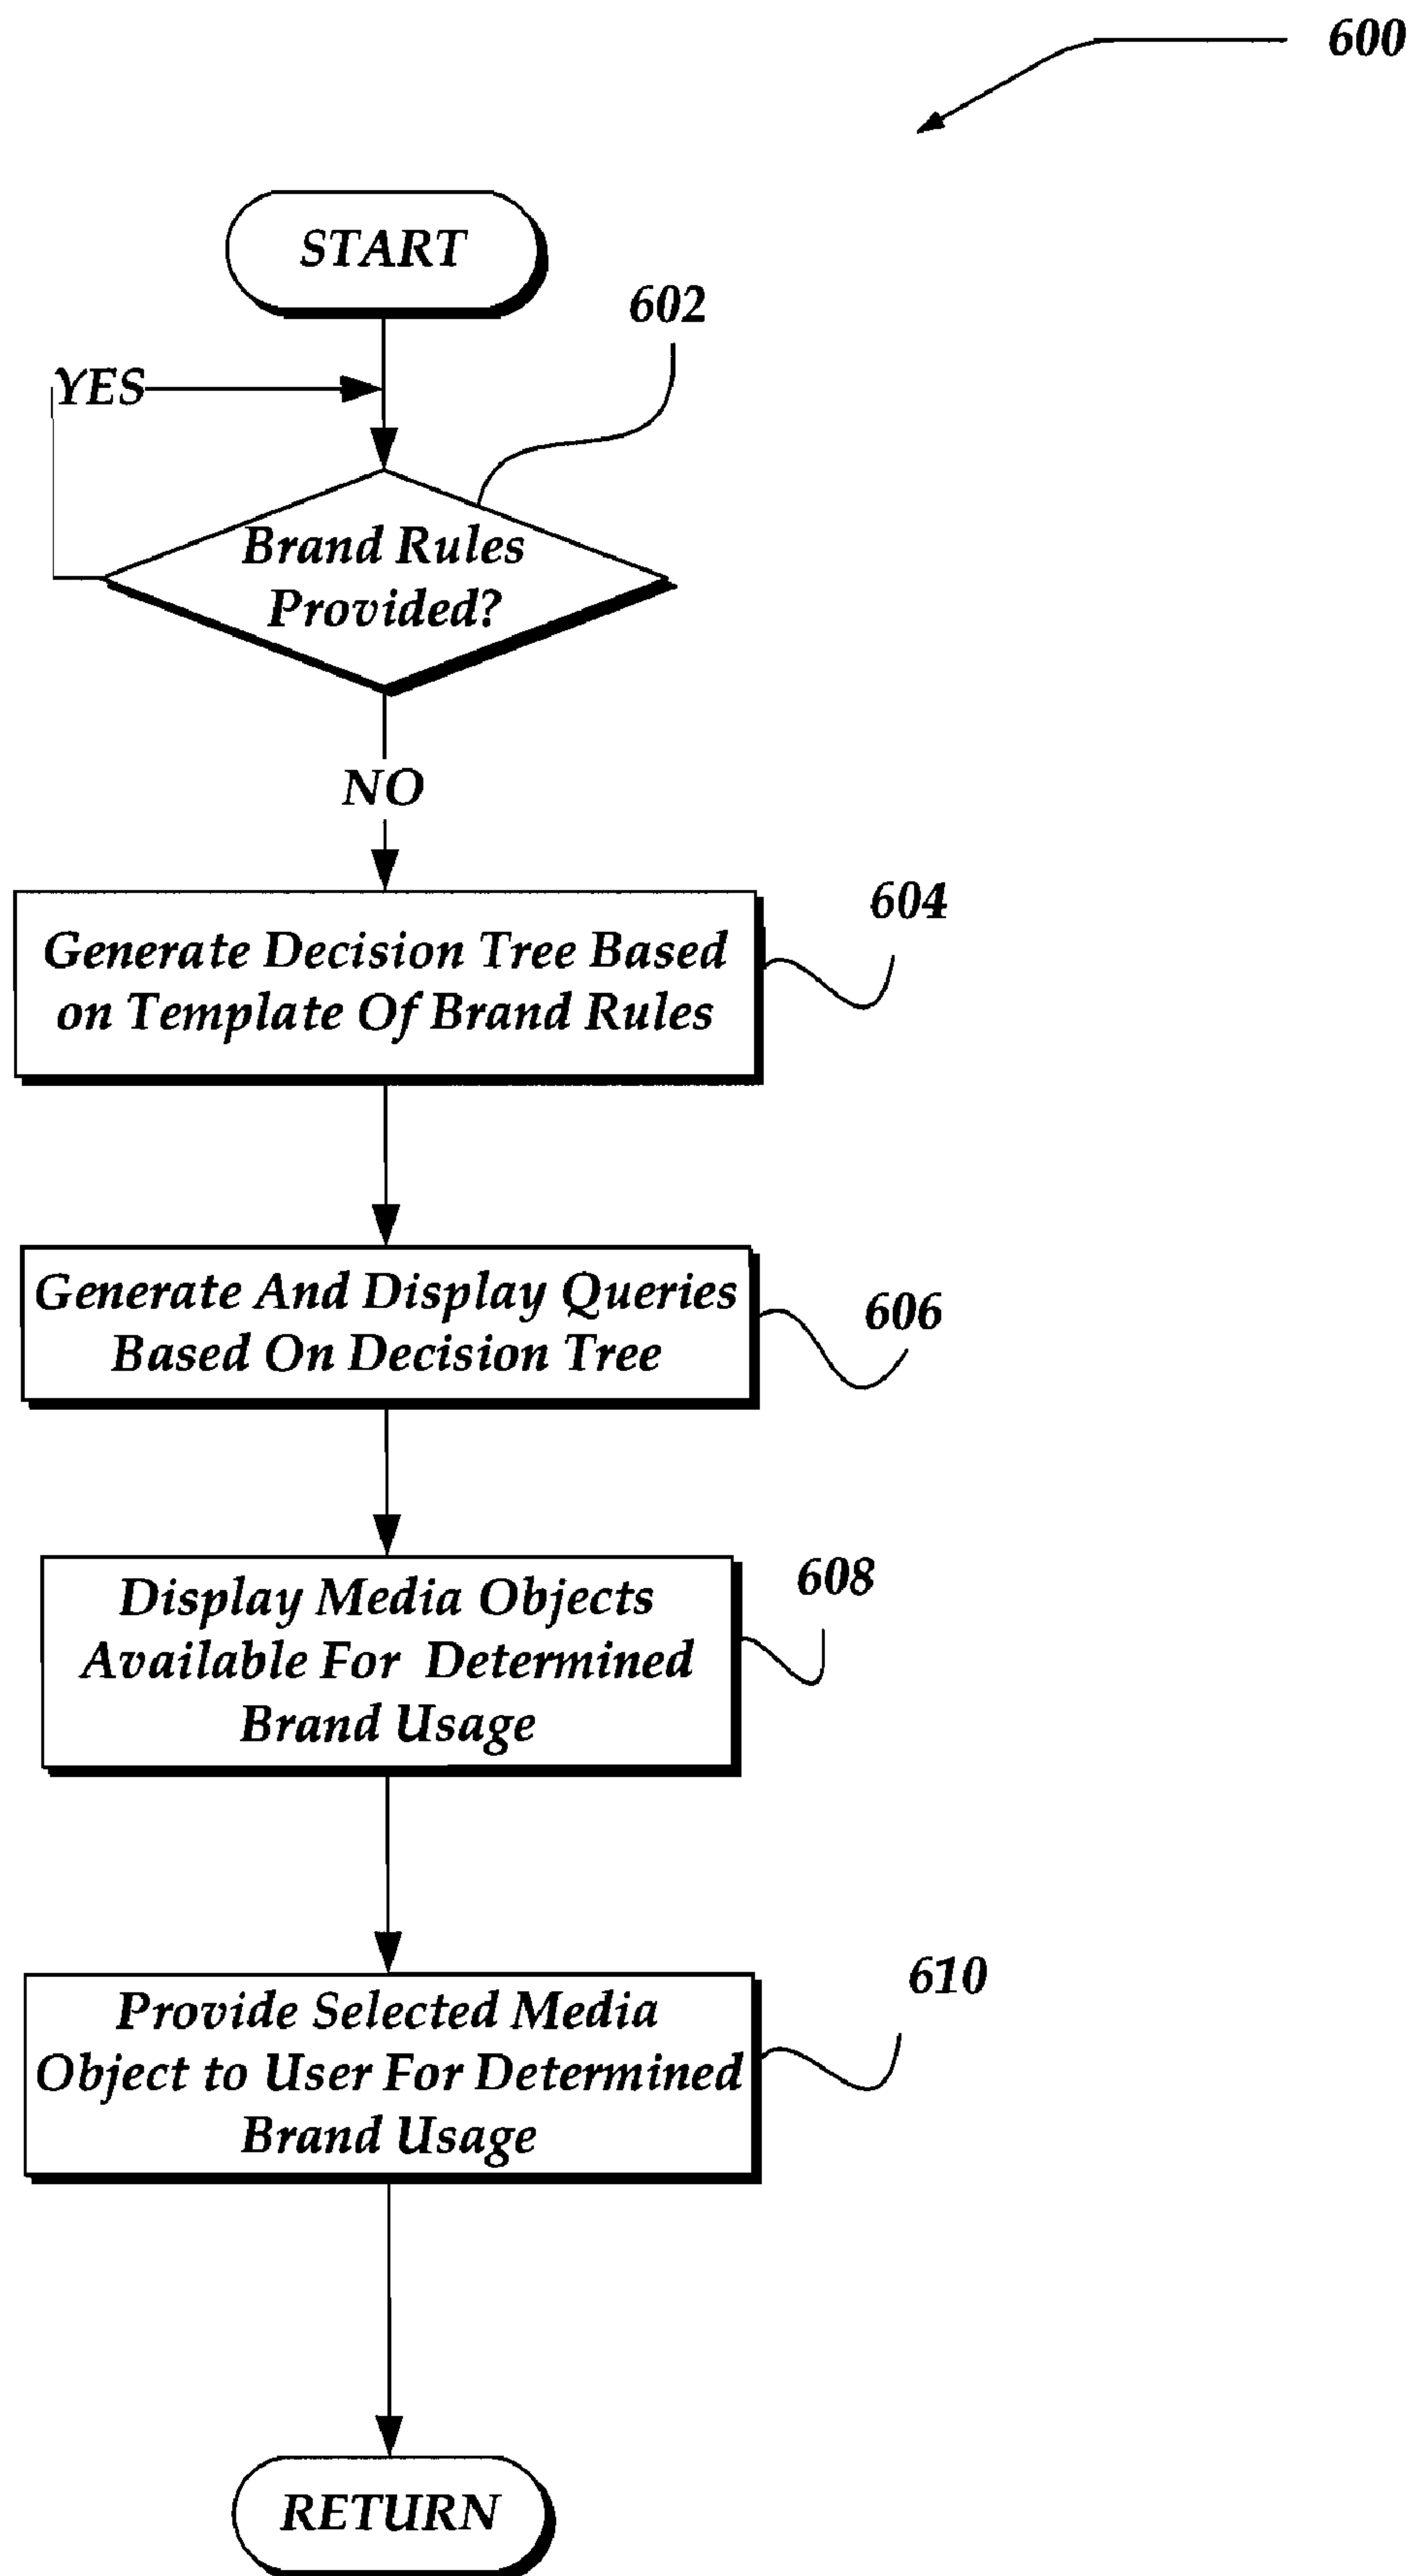 600
START
602
YES
Brand Rules
Provided?
NO
604
Generate Decision Tree Based
on Template Of Brand Rules
606
Generate And Display Queries
Based On Decision Tree
608
Display Media Objects
Available For Determined
Brand Usage
610
Provide Selected Media
Object to User For Determined
Brand Usage
RETURN